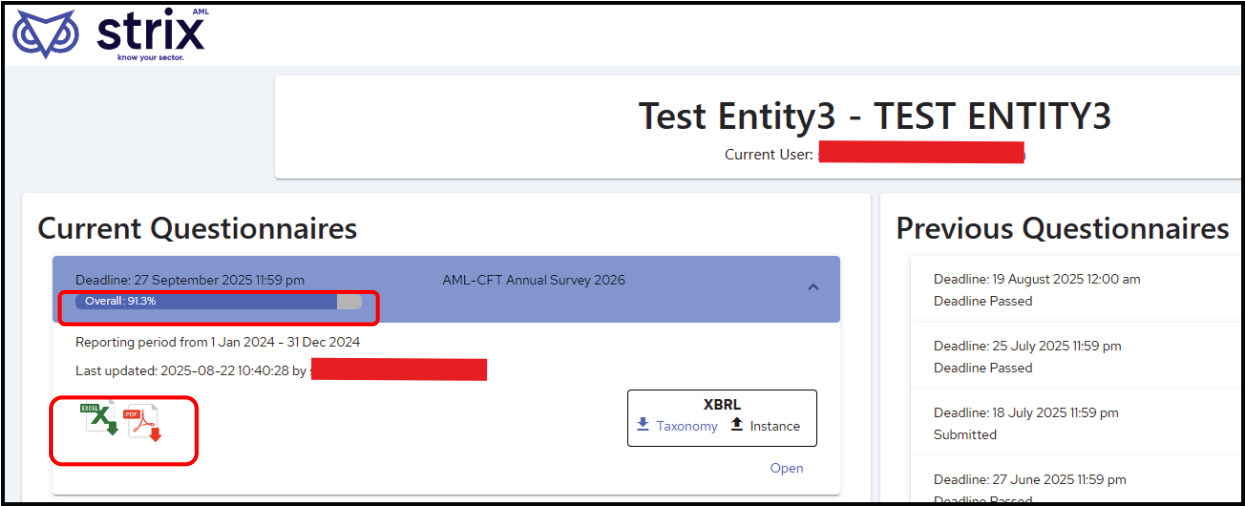 strix AML
know your sector.
Test Entity3 - TEST ENTITY3
Current User:
Current Questionnaires
Deadline: 27 September 2025 11:59 pm
AML-CFT Annual Survey 2026
Overall: 91.3%
Reporting period from 1 Jan 2024 - 31 Dec 2024
Last updated: 2025-08-22 10:40:28 by
EXCEL X
PDF
XBRL
Taxonomy Instance
Open
Previous Questionnaires
Deadline: 19 August 2025 12:00 am
Deadline Passed
Deadline: 25 July 2025 11:59 pm
Deadline Passed
Deadline: 18 July 2025 11:59 pm
Submitted
Deadline: 27 June 2025 11:59 pm
Deadline Passed